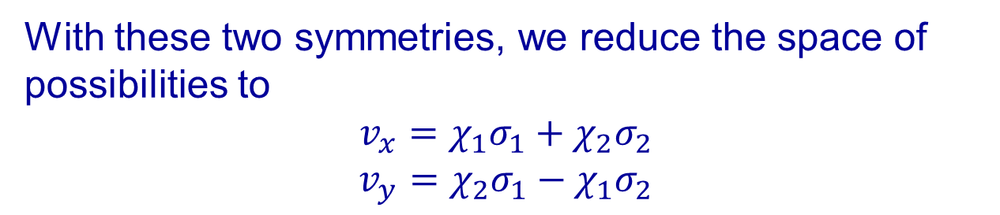 With these two symmetries, we reduce the space of
possibilities to
𝑣ₓ = χ₁σ₁ + χ₂σ₂
𝑣_y = χ₂σ₁ − χ₁σ₂